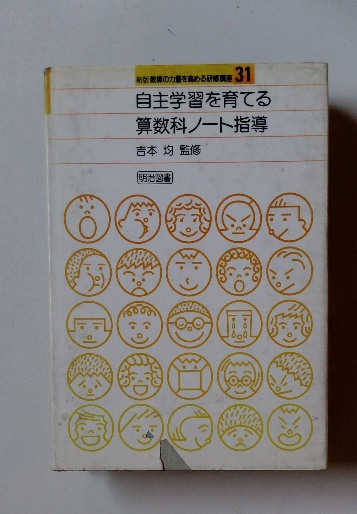 新版 教師の力量を高める研修講座 31
自主学習を育てる
算数科ノート指導
吉本 均 監修
明治図書